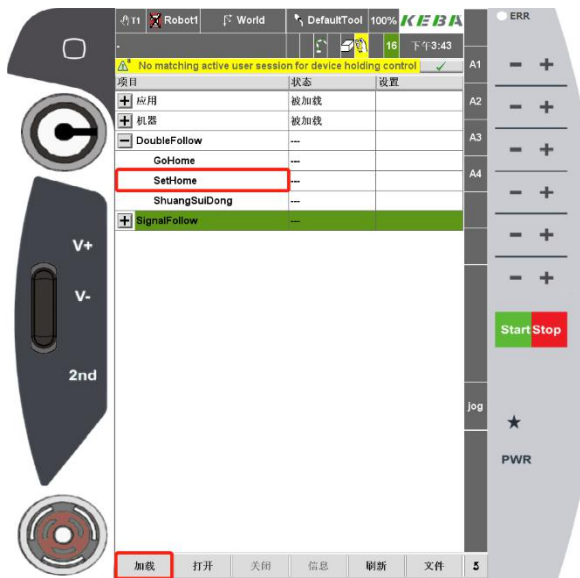 T1 Robot1 World DefaultTool 100% KEBA
- 16 下午3:43
No matching active user session for device holding control
项目 状态 设置
应用 被加载
机器 被加载
DoubleFollow ---
GoHome ---
SetHome ---
ShuangSuiDong ---
SignalFollow ---
加载 打开 关闭 信息 刷新 文件 5
V+
V-
2nd
A1
A2
A3
A4
jog
ERR
- +
- +
- +
- +
- +
- +
Start Stop
PWR